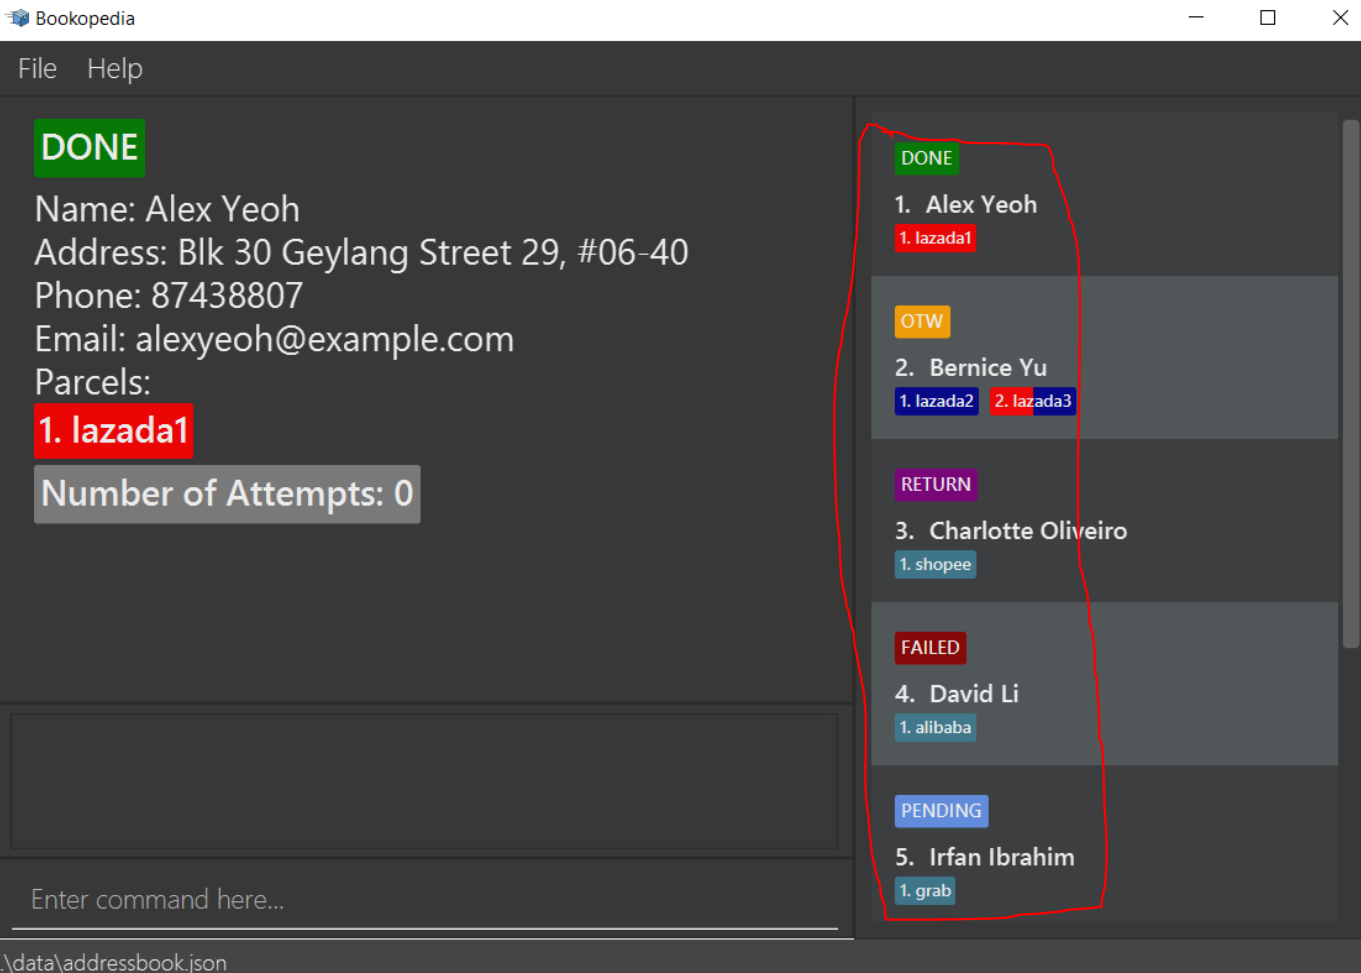 Bookopedia
File Help
DONE
Name: Alex Yeoh
Address: Blk 30 Geylang Street 29, #06-40
Phone: 87438807
Email: alexyeoh@example.com
Parcels:
1. lazada1
Number of Attempts: 0
Enter command here...
DONE
1. Alex Yeoh
1. lazada1
OTW
2. Bernice Yu
1. lazada2 2. lazada3
RETURN
3. Charlotte Oliveiro
1. shopee
FAILED
4. David Li
1. alibaba
PENDING
5. Irfan Ibrahim
1. grab
.\data\addressbook.json